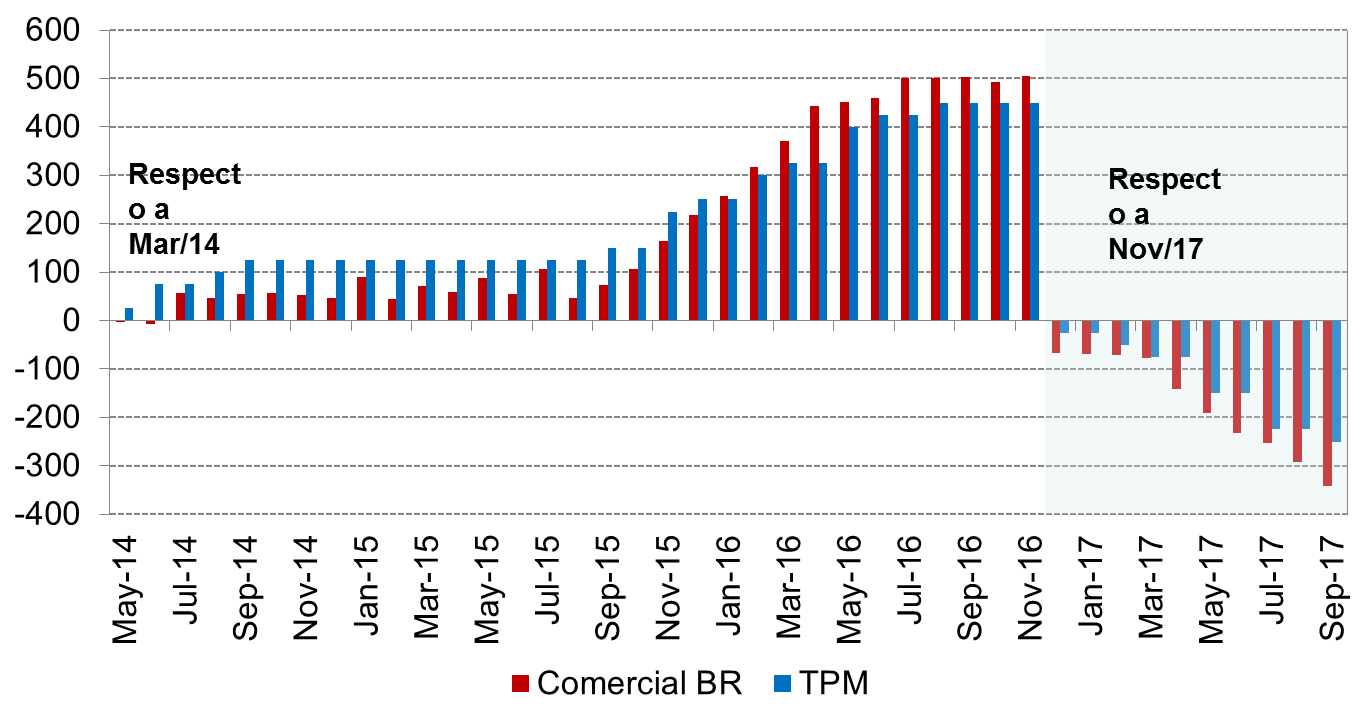 600
500
400
300
200
100
0
-100
-200
-300
-400
Respect
o a
Mar/14
Respect
o a
Nov/17
May-14
Jul-14
Sep-14
Nov-14
Jan-15
Mar-15
May-15
Jul-15
Sep-15
Nov-15
Jan-16
Mar-16
May-16
Jul-16
Sep-16
Nov-16
Jan-17
Mar-17
May-17
Jul-17
Sep-17
Comercial BR
TPM